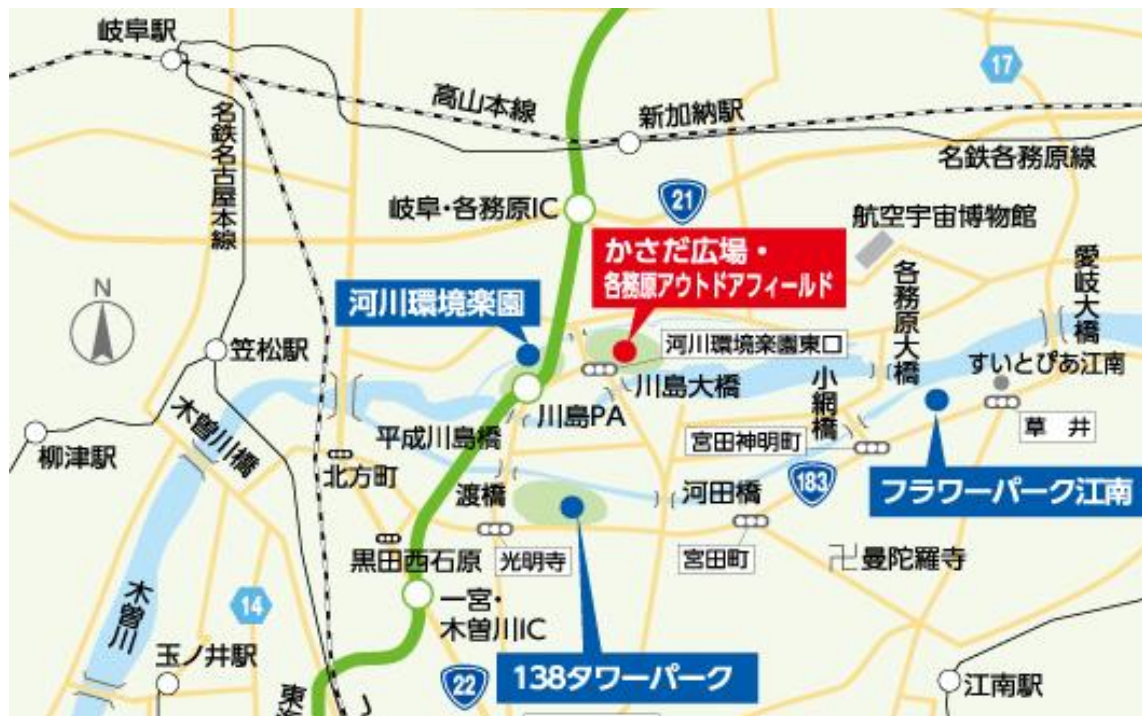 岐阜駅
17
高山本線
新加納駅
名鉄名古屋本線
名鉄各務原線
21
岐阜・各務原IC
航空宇宙博物館
かさだ広場・
各務原アウトドアフィールド
愛岐大橋
各務原大橋
河川環境楽園
N
河川環境楽園東口
笠松駅
すいとぴあ江南
川島大橋
小網橋
川島PA
木曽川橋
平成川島橋
宮田神明町
草井
柳津駅
北方町
183
フラワーパーク江南
渡橋
河田橋
黒田西石原
光明寺
宮田町
卍曼陀羅寺
木曽川
14
一宮・
木曽川IC
玉ノ井駅
22
138タワーパーク
江南駅
東